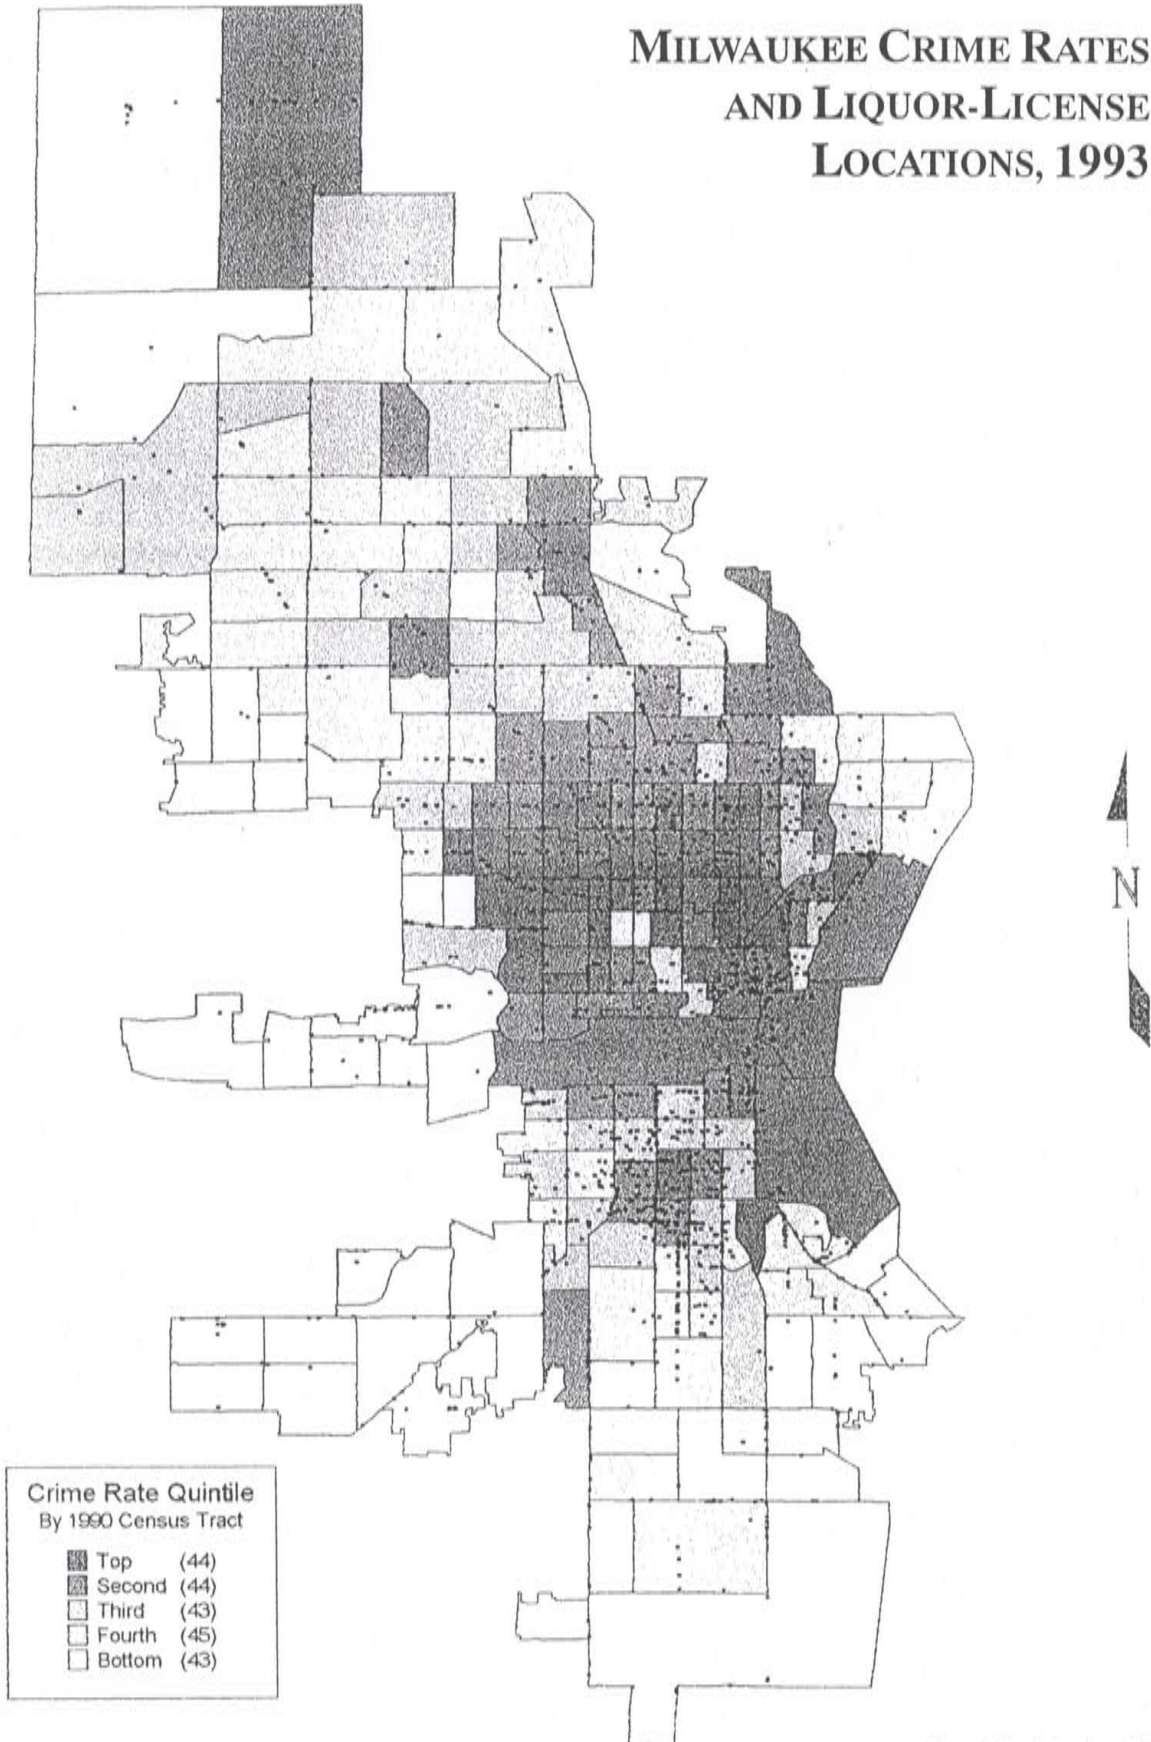 MILWAUKEE CRIME RATES
AND LIQUOR-LICENSE
LOCATIONS, 1993
N
Crime Rate Quintile
By 1990 Census Tract
Top (44)
Second (44)
Third (43)
Fourth (45)
Bottom (43)